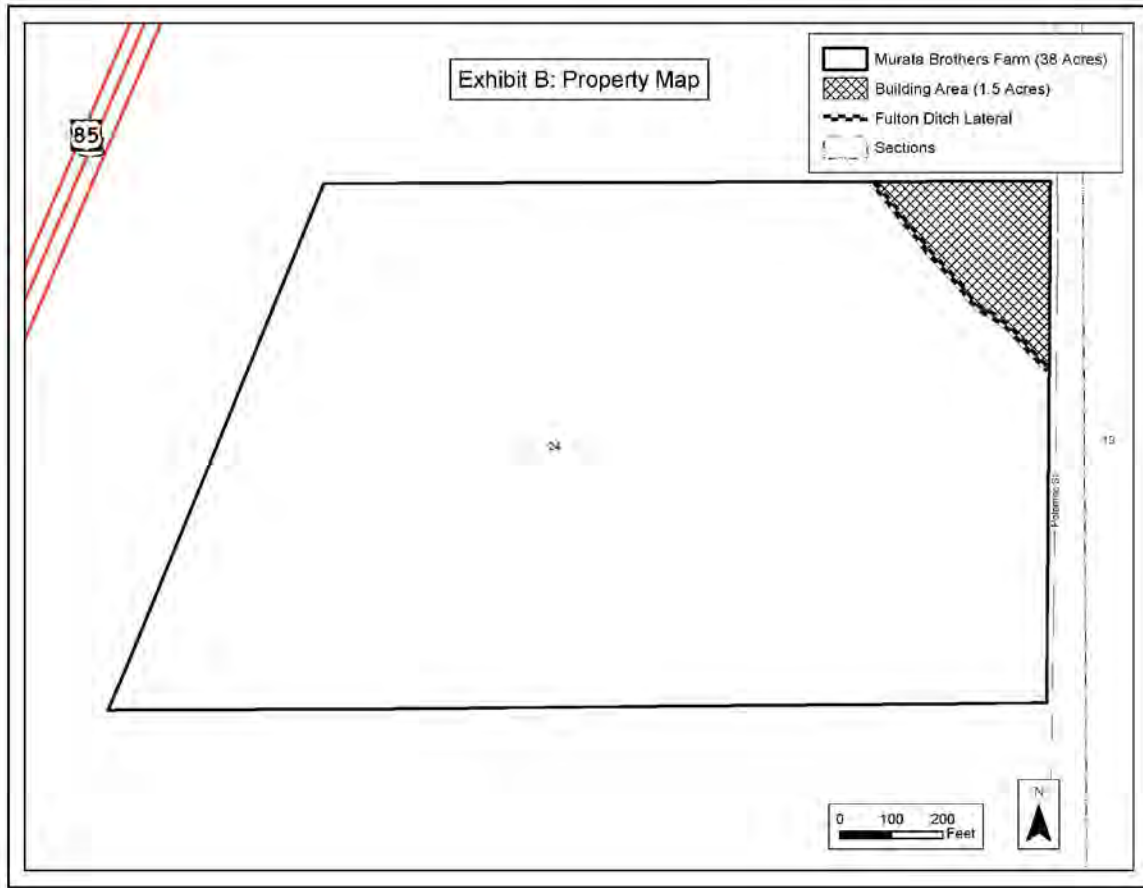 Exhibit B: Property Map
Murata Brothers Farm (38 Acres)
Building Area (1.5 Acres)
Fulton Ditch Lateral
Sections
85
24
19
Potomac St
N
0 100 200
Feet